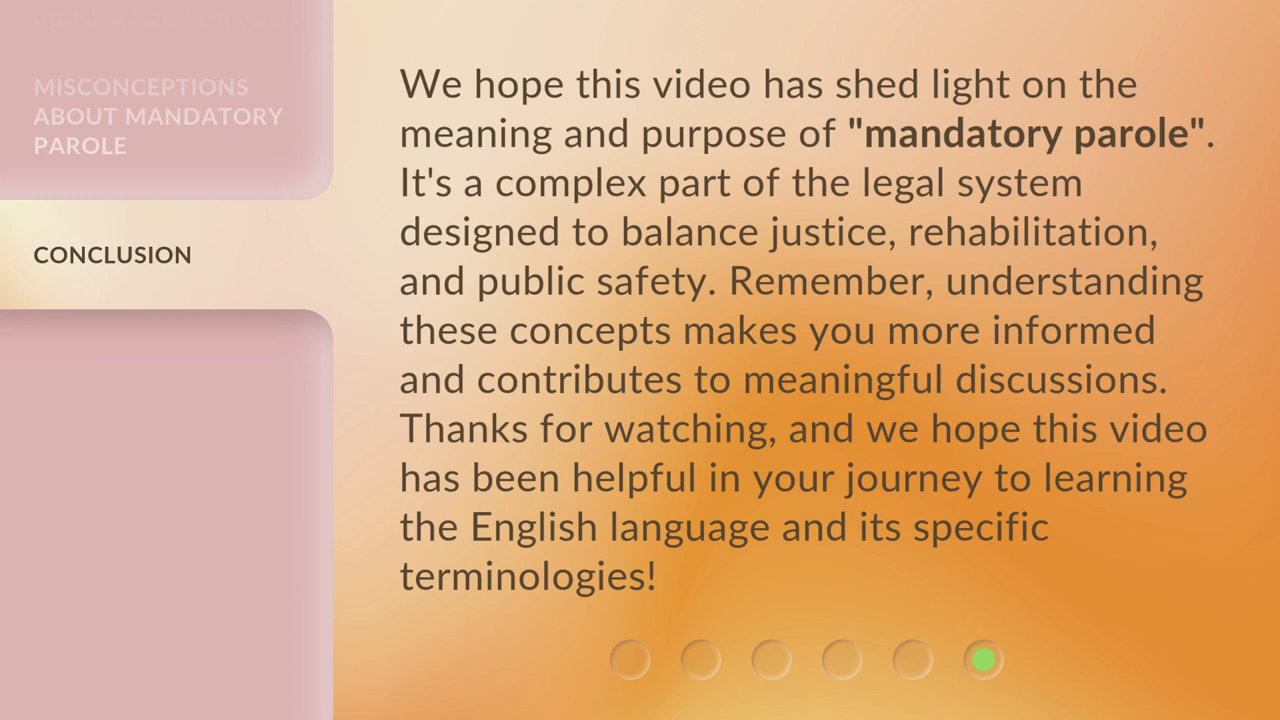 MISCONCEPTIONS
ABOUT MANDATORY
PAROLE
CONCLUSION
We hope this video has shed light on the
meaning and purpose of "mandatory parole".
It's a complex part of the legal system
designed to balance justice, rehabilitation,
and public safety. Remember, understanding
these concepts makes you more informed
and contributes to meaningful discussions.
Thanks for watching, and we hope this video
has been helpful in your journey to learning
the English language and its specific
terminologies!